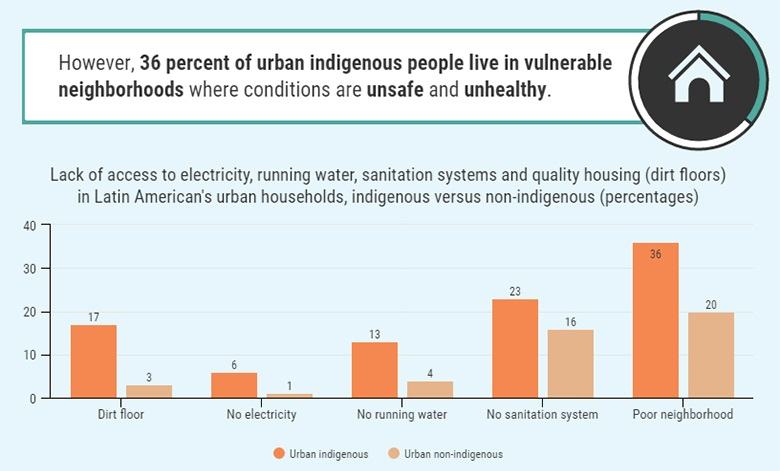 However, 36 percent of urban indigenous people live in vulnerable
neighborhoods where conditions are unsafe and unhealthy.
Lack of access to electricity, running water, sanitation systems and quality housing (dirt floors)
in Latin American's urban households, indigenous versus non-indigenous (percentages)
40
30
20
10
0
17
3
6
1
13
4
23
16
36
20
Dirt floor
No electricity
No running water
No sanitation system
Poor neighborhood
Urban indigenous
Urban non-indigenous